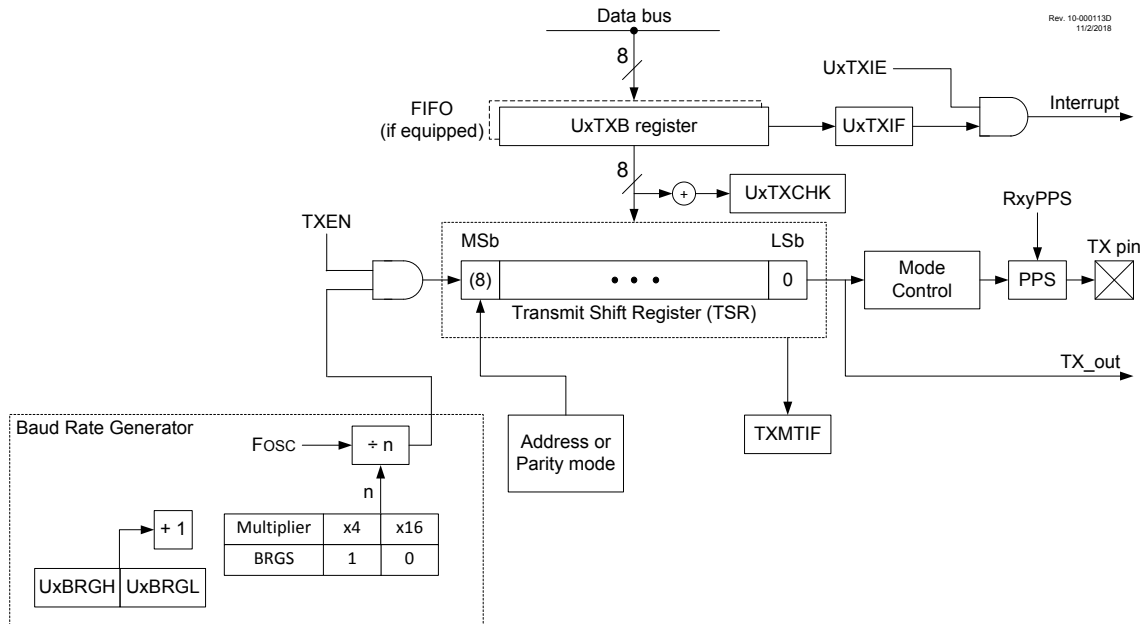 Data bus
Rev. 10-000113D
11/2/2018
8
UxTXIE
FIFO
(if equipped)
UxTXB register
UxTXIF
Interrupt
8
+
UxTXCHK
RxyPPS
TXEN
MSb
LSb
TX pin
(8)
• • •
0
Mode
Control
PPS
Transmit Shift Register (TSR)
TX_out
Baud Rate Generator
FOSC
÷ n
Address or
Parity mode
TXMTIF
n
+ 1
Multiplier x4 x16
BRGS 1 0
UxBRGH UxBRGL